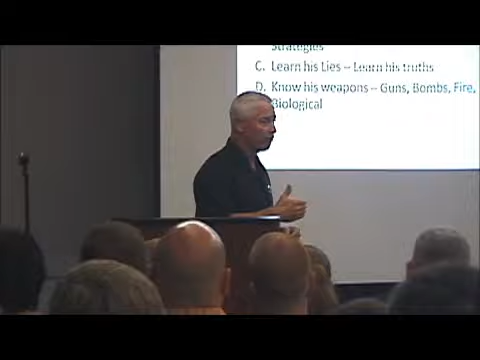 Strategies
C. Learn his Lies – Learn his truths
D. Know his weapons – Guns, Bombs, Fire,
Biological